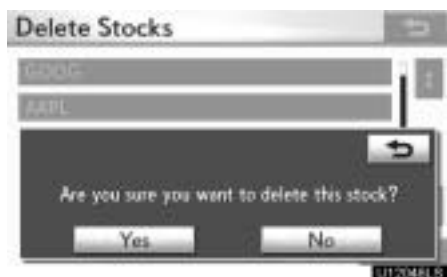 Delete Stocks
GOOG
AAPL
Are you sure you want to delete this stock?
Yes
No